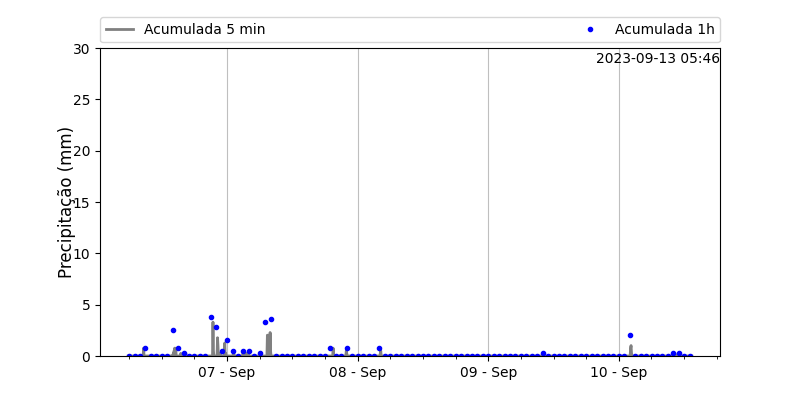 Acumulada 5 min
Acumulada 1h
2023-09-13 05:46
Precipitação (mm)
30
25
20
15
10
5
0
07 - Sep
08 - Sep
09 - Sep
10 - Sep